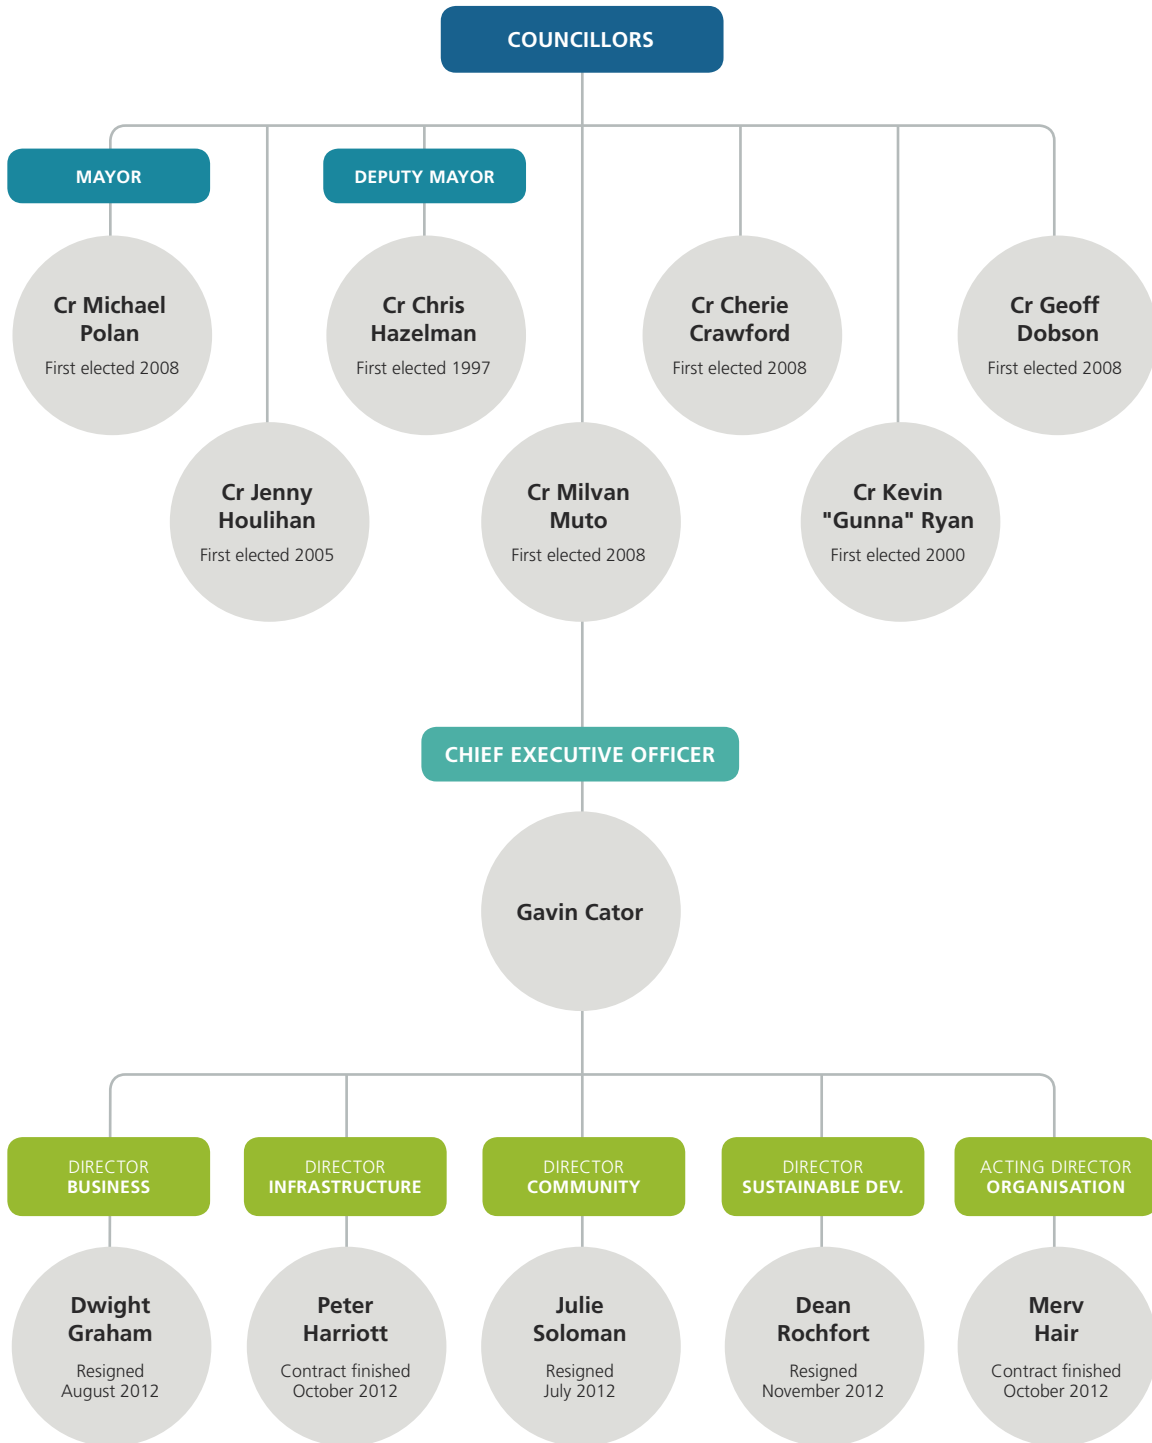 COUNCILLORS
MAYOR
DEPUTY MAYOR
Cr Michael
Polan
First elected 2008
Cr Chris
Hazelman
First elected 1997
Cr Cherie
Crawford
First elected 2008
Cr Geoff
Dobson
First elected 2008
Cr Jenny
Houlihan
First elected 2005
Cr Milvan
Muto
First elected 2008
Cr Kevin
"Gunna" Ryan
First elected 2000
CHIEF EXECUTIVE OFFICER
Gavin Cator
DIRECTOR
BUSINESS
DIRECTOR
INFRASTRUCTURE
DIRECTOR
COMMUNITY
DIRECTOR
SUSTAINABLE DEV.
ACTING DIRECTOR
ORGANISATION
Dwight
Graham
Resigned
August 2012
Peter
Harriott
Contract finished
October 2012
Julie
Soloman
Resigned
July 2012
Dean
Rochfort
Resigned
November 2012
Merv
Hair
Contract finished
October 2012